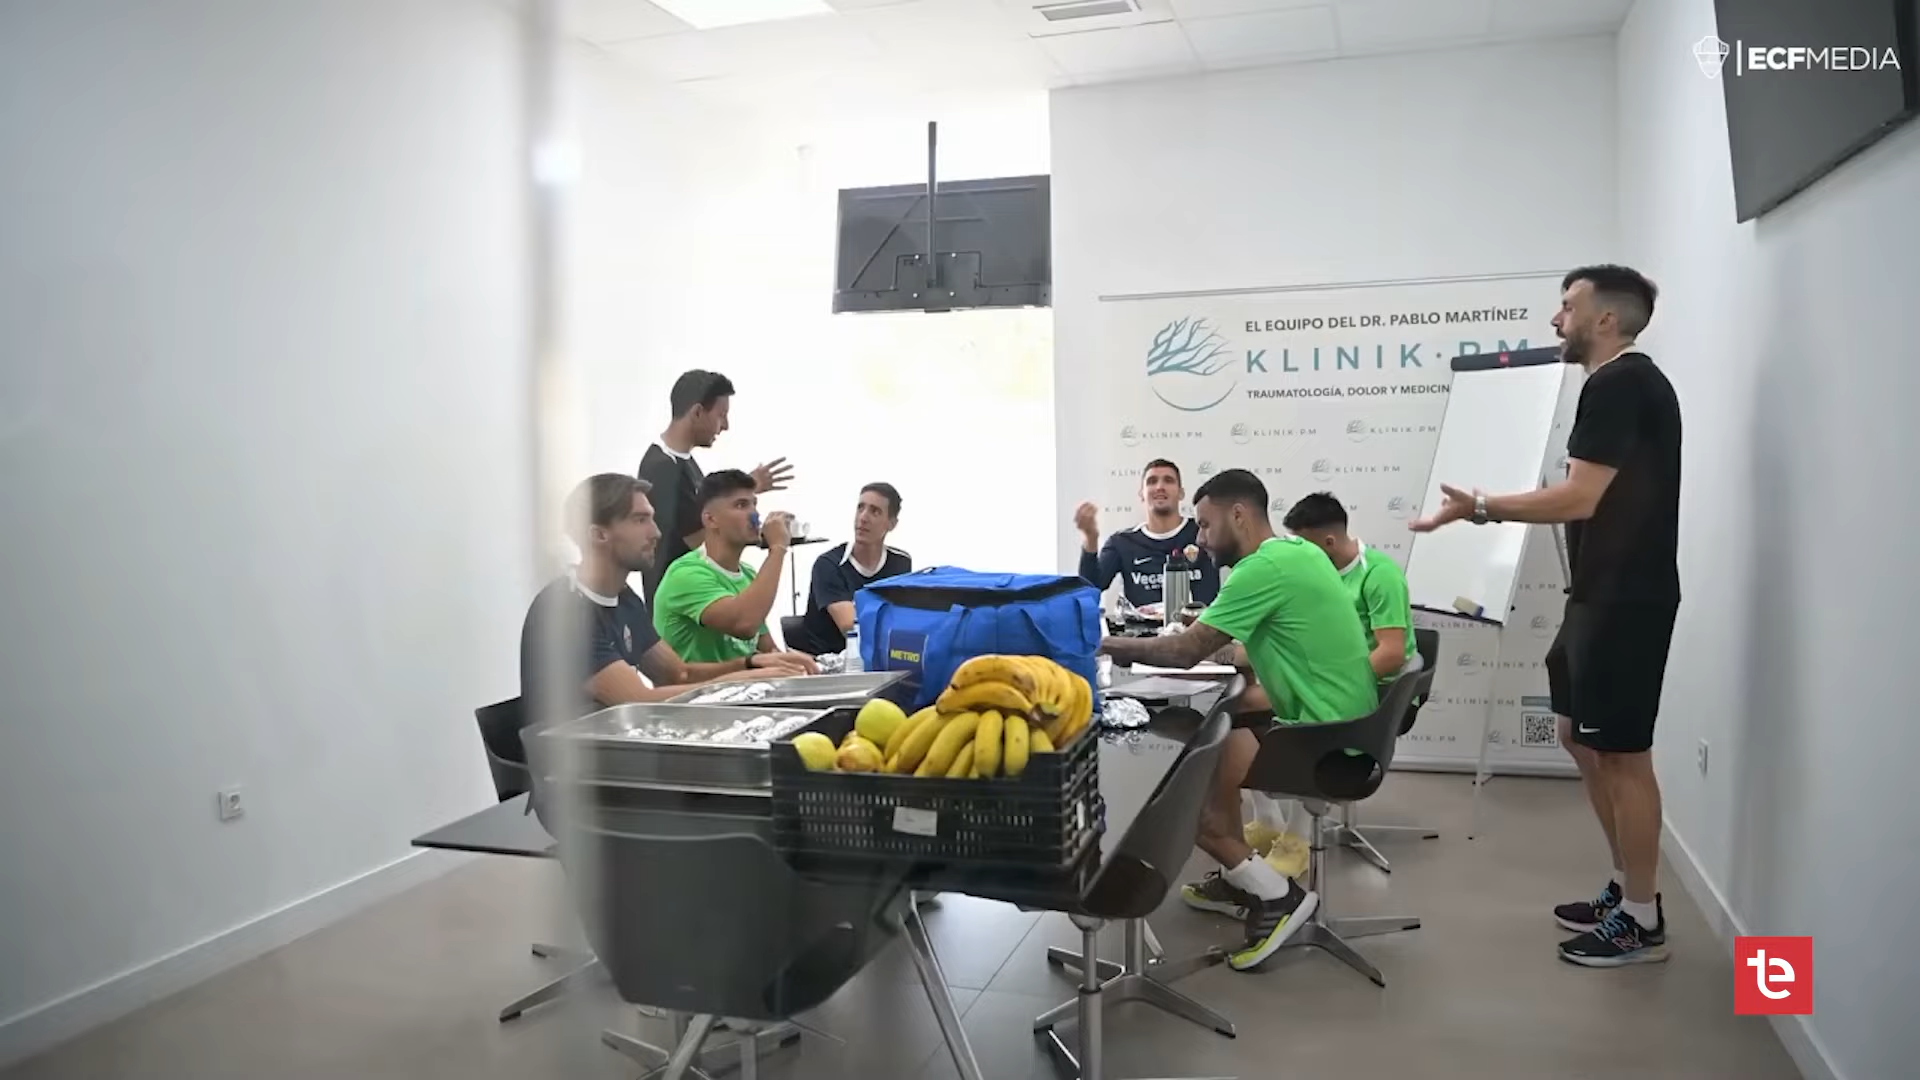 ECFMEDIA
EL EQUIPO DEL DR. PABLO MARTÍNEZ
KLINIK·PM
TRAUMATOLOGÍA, DOLOR Y MEDICIN
KLINIK·PM KLINIK·PM KLINIK·PM
METRO
te